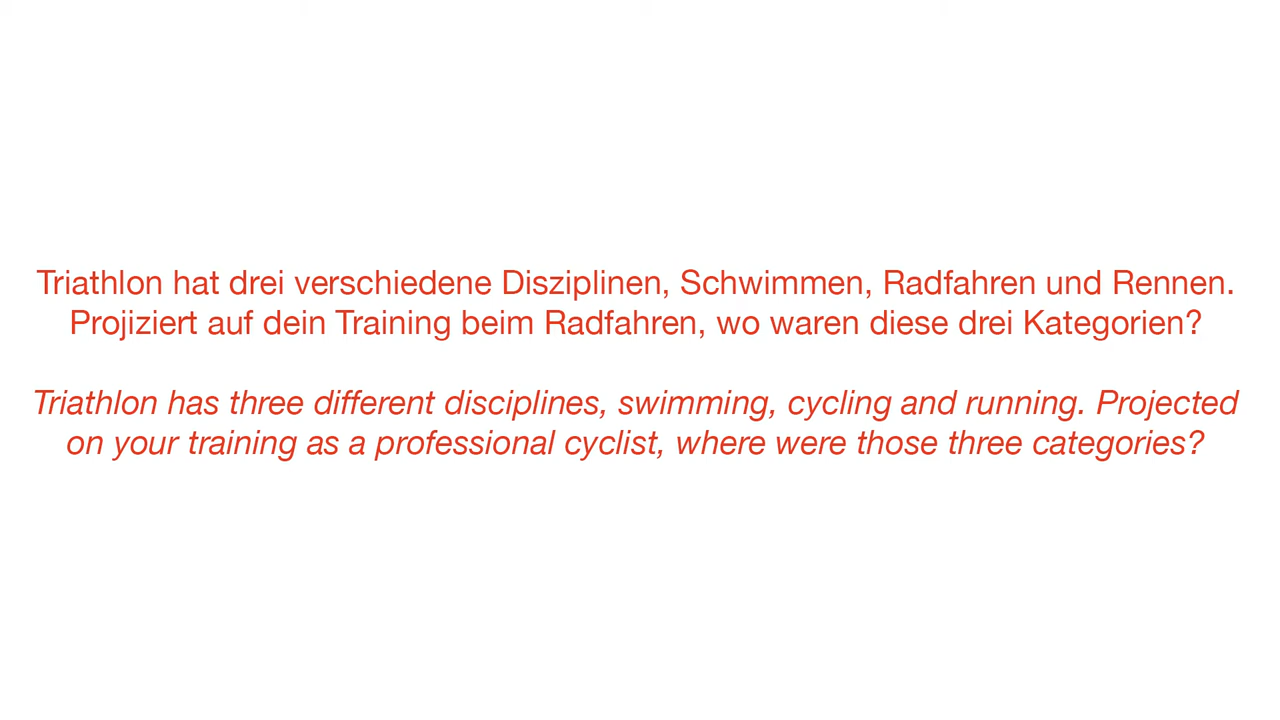 Triathlon hat drei verschiedene Disziplinen, Schwimmen, Radfahren und Rennen.
Projiziert auf dein Training beim Radfahren, wo waren diese drei Kategorien?
Triathlon has three different disciplines, swimming, cycling and running. Projected
on your training as a professional cyclist, where were those three categories?